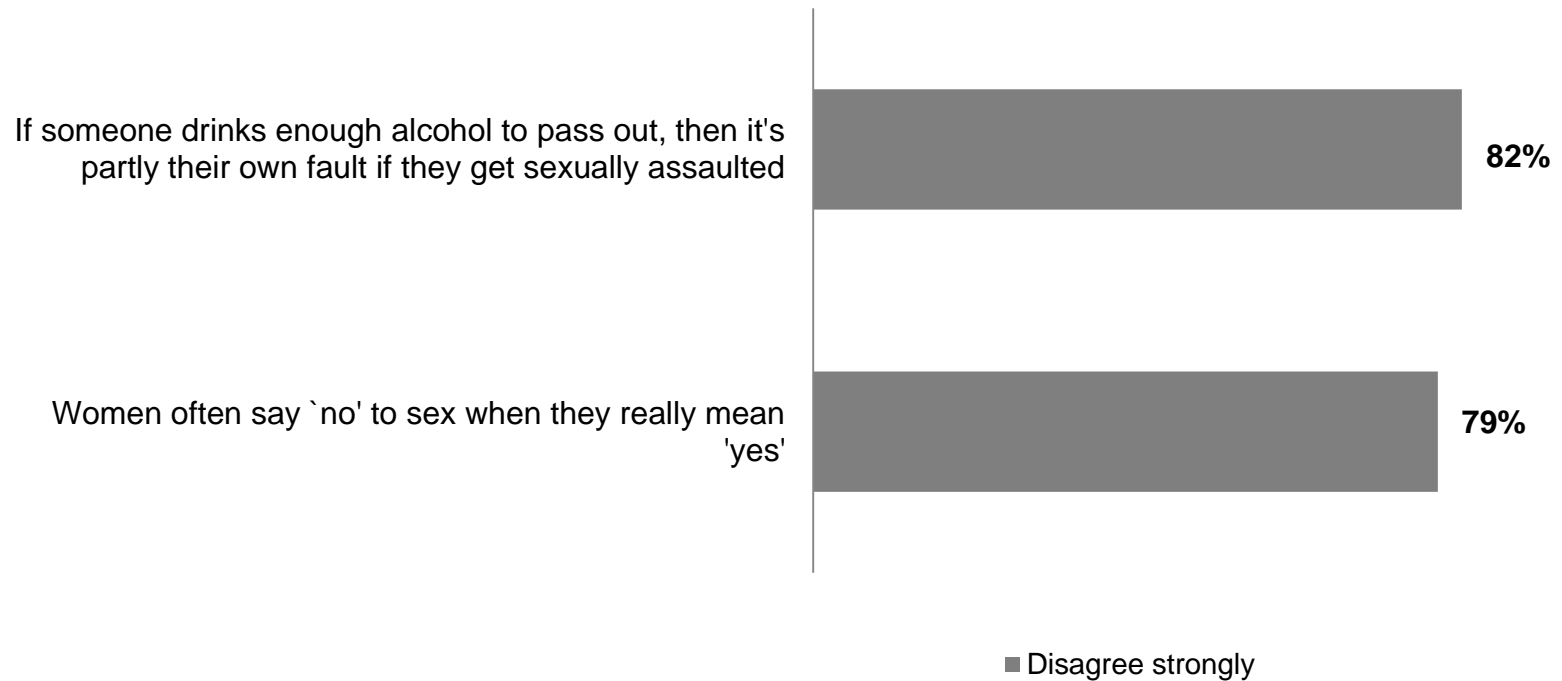 If someone drinks enough alcohol to pass out, then it's
partly their own fault if they get sexually assaulted
82%
Women often say `no' to sex when they really mean
'yes'
79%
Disagree strongly